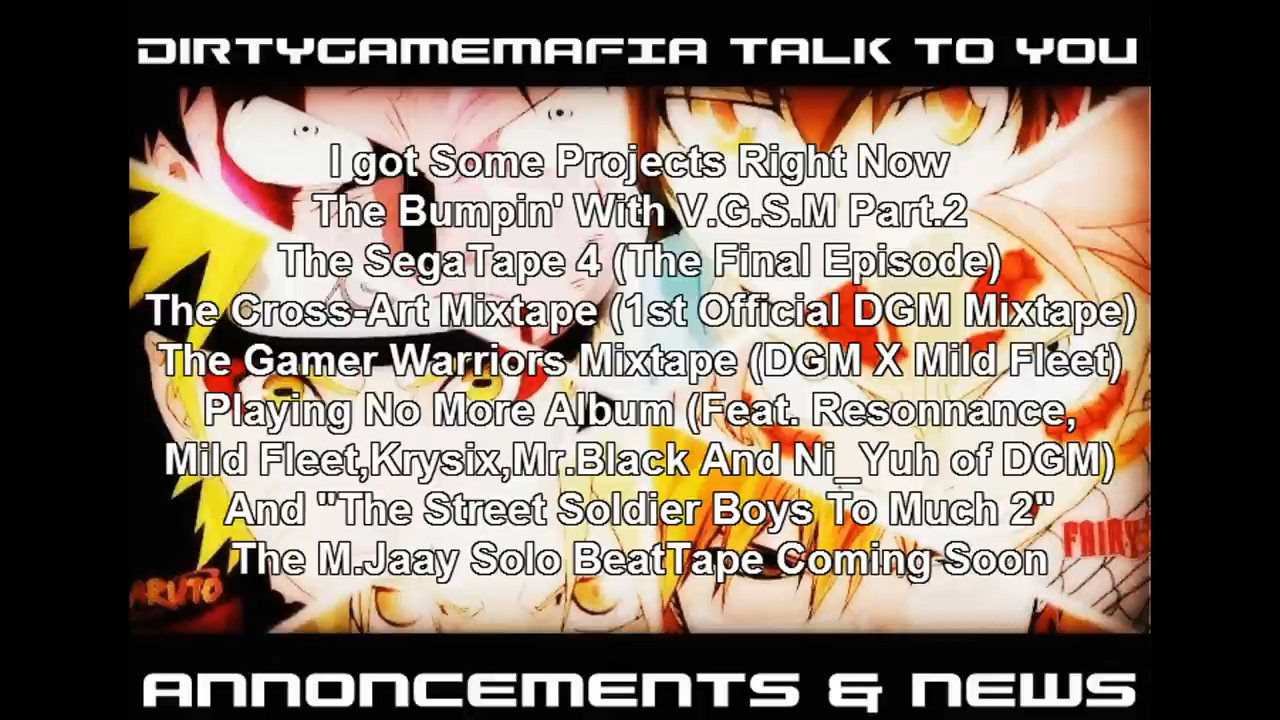 DIRTYGAMEMAFIA TALK TO YOU
I got Some Projects Right Now
The Bumpin' With V.G.S.M Part.2
The SegaTape 4 (The Final Episode)
The Cross-Art Mixtape (1st Official DGM Mixtape)
The Gamer Warriors Mixtape (DGM X Mild Fleet)
Playing No More Album (Feat. Resonnance,
Mild Fleet,Krysix,Mr.Black And Ni_Yuh of DGM)
And "The Street Soldier Boys To Much 2"
The M.Jaay Solo BeatTape Coming Soon
FAIRY
ARUTO
ANNONCEMENTS & NEWS